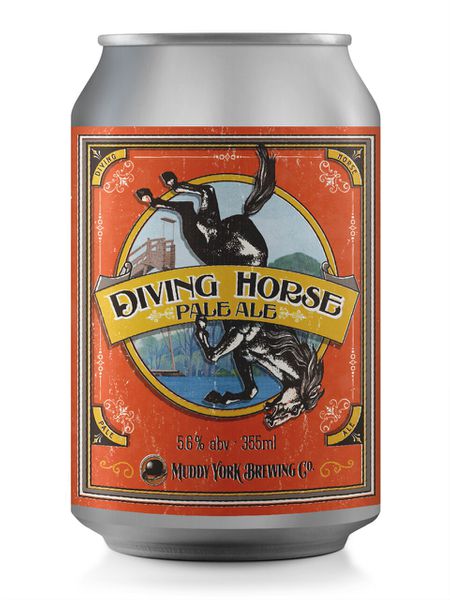 DIVING
HORSE
DIVING HORSE
PALE ALE
PALE
ALE
5.6% abv · 355ml
MUDDY YORK BREWING CO.